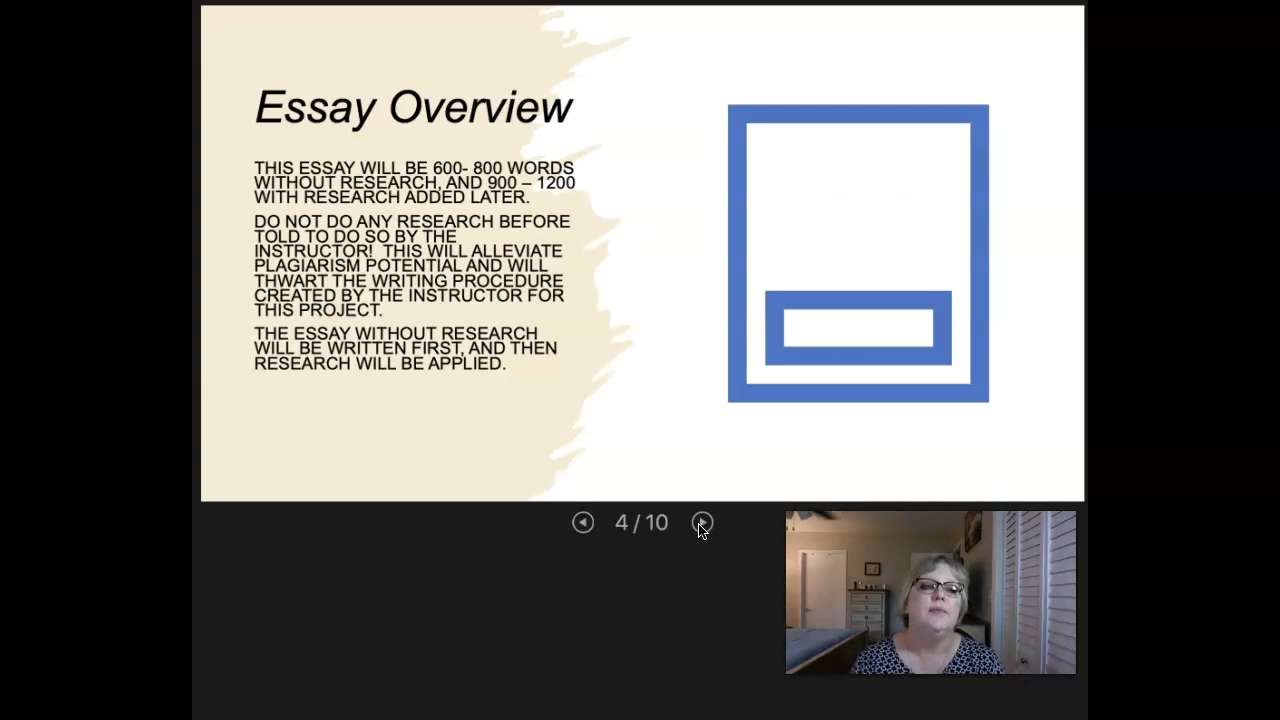 Essay Overview
THIS ESSAY WILL BE 600- 800 WORDS
WITHOUT RESEARCH, AND 900 – 1200
WITH RESEARCH ADDED LATER.
DO NOT DO ANY RESEARCH BEFORE
TOLD TO DO SO BY THE
INSTRUCTOR!  THIS WILL ALLEVIATE
PLAGIARISM POTENTIAL AND WILL
THWART THE WRITING PROCEDURE
CREATED BY THE INSTRUCTOR FOR
THIS PROJECT.
THE ESSAY WITHOUT RESEARCH
WILL BE WRITTEN FIRST, AND THEN
RESEARCH WILL BE APPLIED.
4 / 10